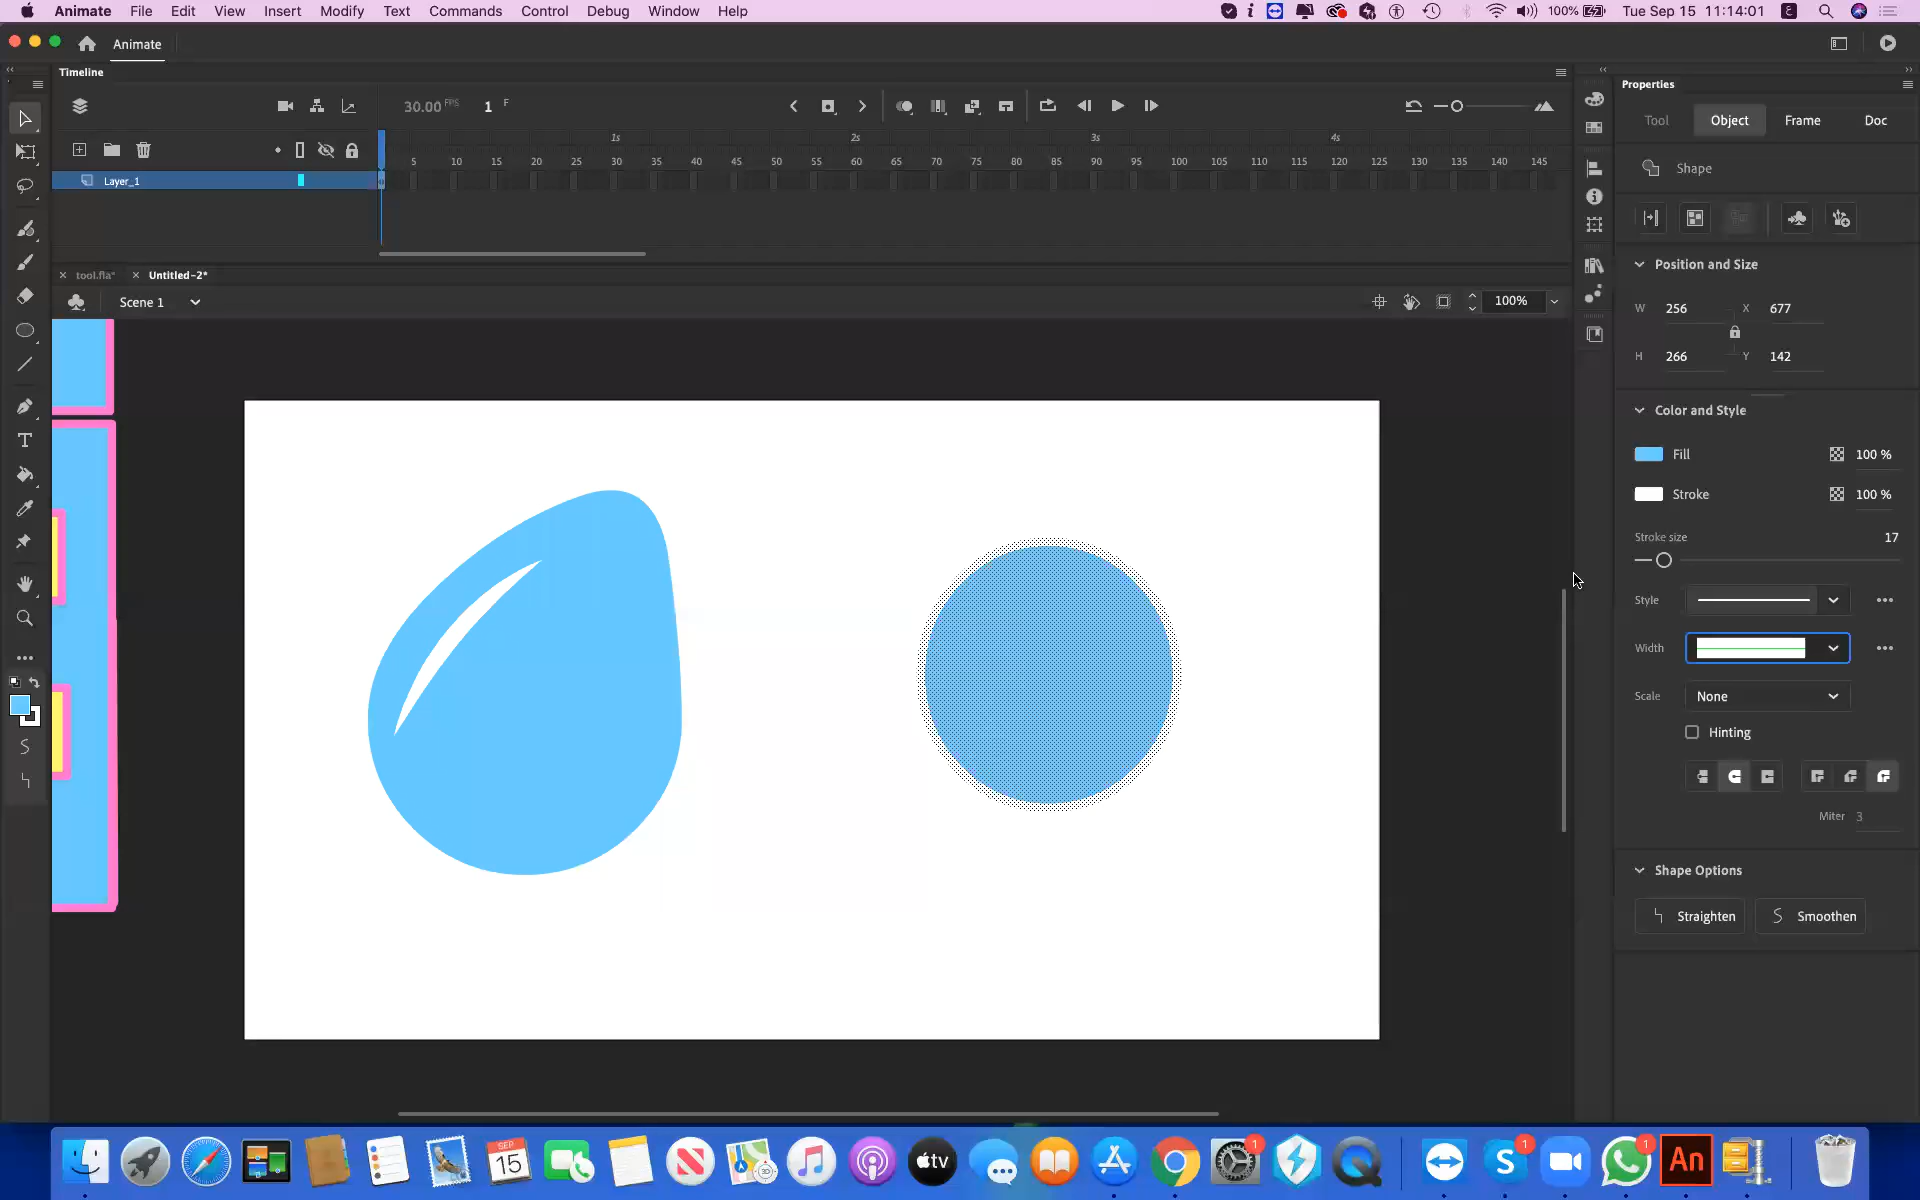 Animate File Edit View Insert Modify Text Commands Control Debug Window Help 100% Tue Sep 15 11:14:01 ع
Animate
Timeline
Properties
30.00 FPS 1 F
Tool Object Frame Doc
1s 2s 3s 4s
5 10 15 20 25 30 35 40 45 50 55 60 65 70 75 80 85 90 95 100 105 110 115 120 125 130 135 140 145
Layer_1
Shape
Position and Size
tool.fla* Untitled-2*
Scene 1 100%
W 256 X 677
H 266 Y 142
Color and Style
Fill 100 %
Stroke 100 %
Stroke size 17
Style
Width
Scale None
Hinting
Miter 3
Shape Options
Straighten Smoothen
SEP
15
tv
An
1
1
1